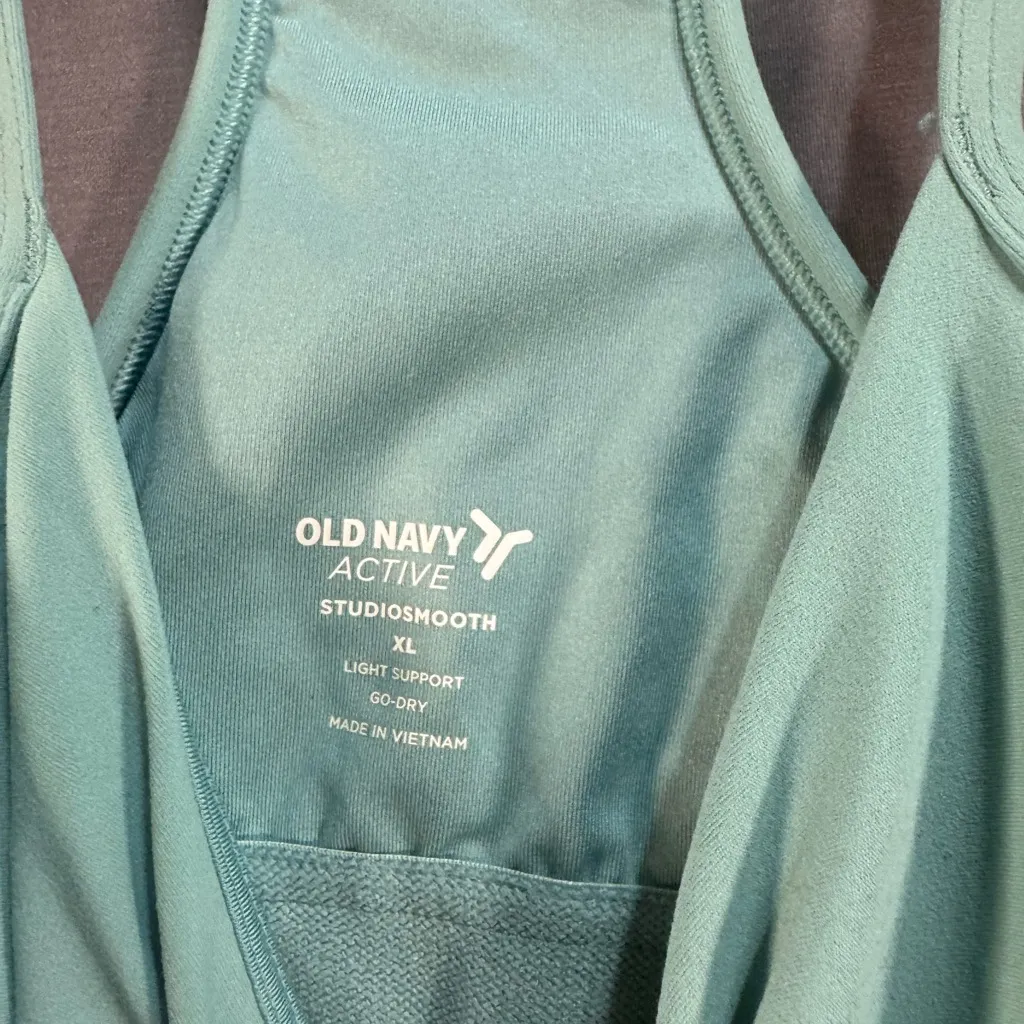 OLD NAVY
ACTIVE
STUDIOSMOOTH
XL
LIGHT SUPPORT
GO-DRY
MADE IN VIETNAM